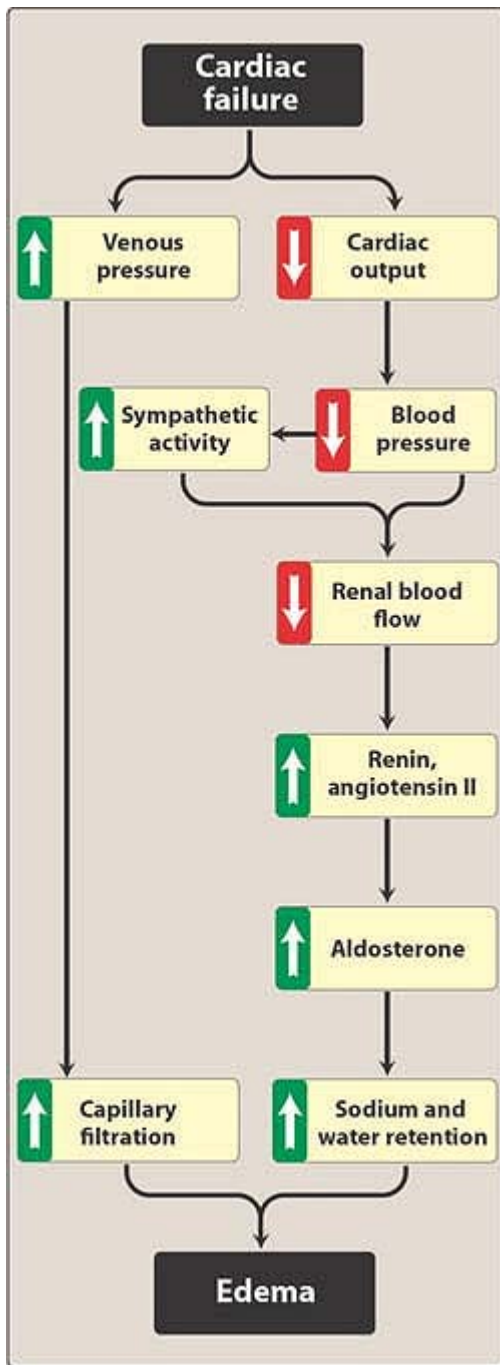 Cardiac
failure
Venous
pressure
Cardiac
output
Sympathetic
activity
Blood
pressure
Renal blood
flow
Renin,
angiotensin II
Aldosterone
Capillary
filtration
Sodium and
water retention
Edema